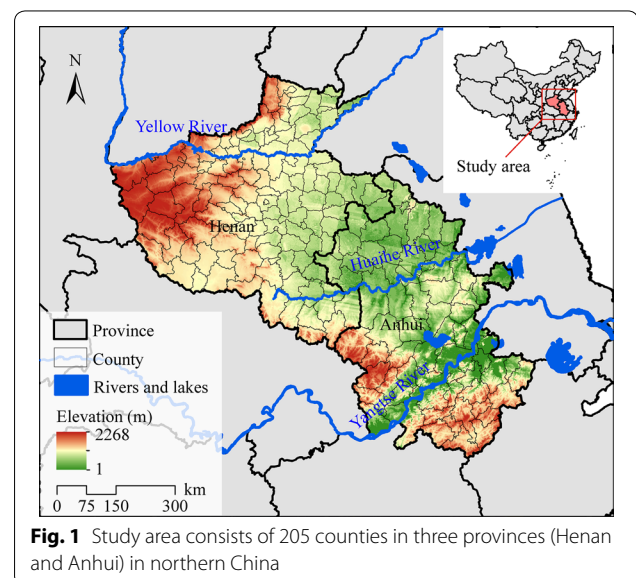 N
Yellow River
Study area
Henan
Huaihe River
Anhui
Yangtse River
Province
County
Rivers and lakes
Elevation (m)
2268
1
km
0 75 150 300
Fig. 1 Study area consists of 205 counties in three provinces (Henan
and Anhui) in northern China